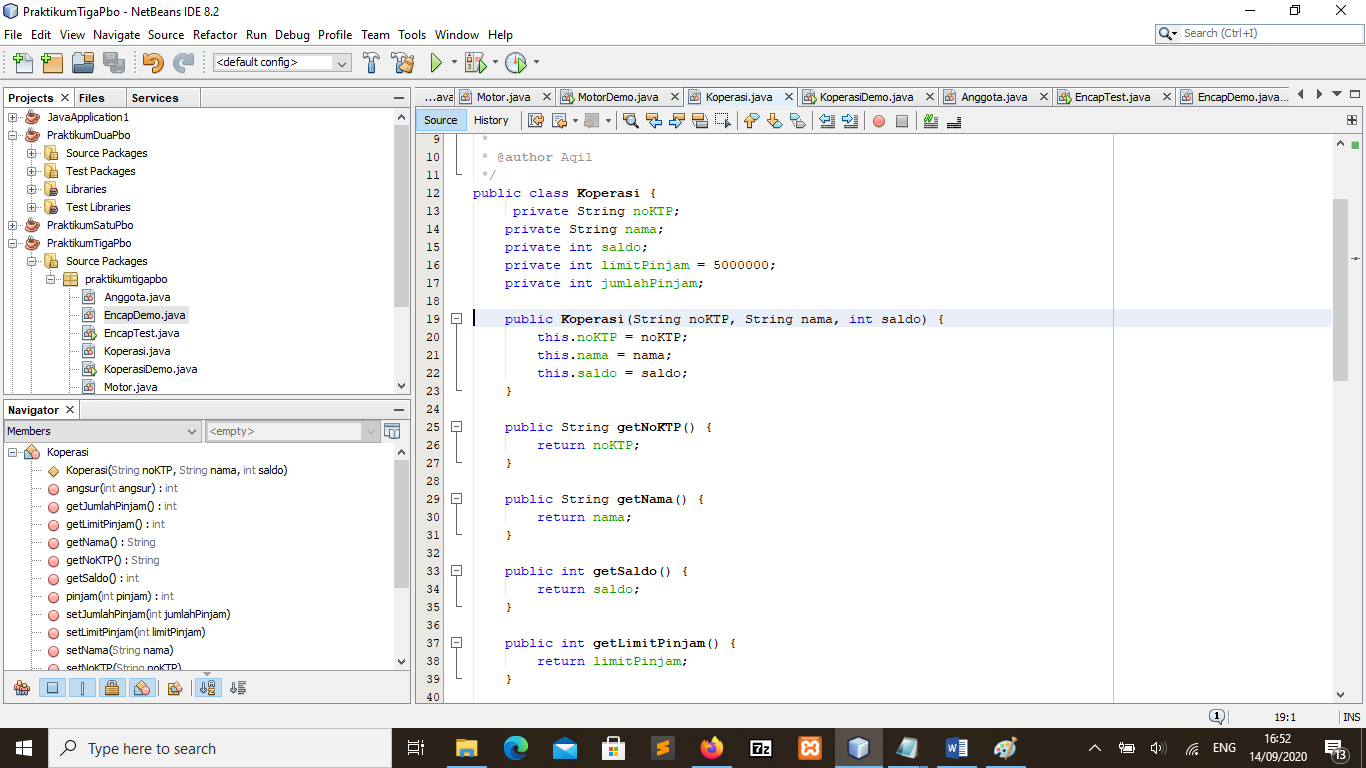 PraktikumTigaPbo - NetBeans IDE 8.2
File Edit View Navigate Source Refactor Run Debug Profile Team Tools Window Help
Search (Ctrl+I)
<default config>
Projects Files Services
JavaApplication1
PraktikumDuaPbo
Source Packages
Test Packages
Libraries
Test Libraries
PraktikumSatuPbo
PraktikumTigaPbo
Source Packages
praktikumtigapbo
Anggota.java
EncapDemo.java
EncapTest.java
Koperasi.java
KoperasiDemo.java
Motor.java
Navigator
Members <empty>
Koperasi
Koperasi(String noKTP, String nama, int saldo)
angsur(int angsur) : int
getJumlahPinjam() : int
getLimitPinjam() : int
getNama() : String
getNoKTP() : String
getSaldo() : int
pinjam(int pinjam) : int
setJumlahPinjam(int jumlahPinjam)
setLimitPinjam(int limitPinjam)
setNama(String nama)
setNoKTP(String noKTP)
...ava Motor.java MotorDemo.java Koperasi.java KoperasiDemo.java Anggota.java EncapTest.java EncapDemo.java...
Source History
9 *
10 * @author Aqil
11 */
12 public class Koperasi {
13 private String noKTP;
14 private String nama;
15 private int saldo;
16 private int limitPinjam = 5000000;
17 private int jumlahPinjam;
18
19 public Koperasi(String noKTP, String nama, int saldo) {
20 this.noKTP = noKTP;
21 this.nama = nama;
22 this.saldo = saldo;
23 }
24
25 public String getNoKTP() {
26 return noKTP;
27 }
28
29 public String getNama() {
30 return nama;
31 }
32
33 public int getSaldo() {
34 return saldo;
35 }
36
37 public int getLimitPinjam() {
38 return limitPinjam;
39 }
40
1 19:1 INS
Type here to search
7z
ENG
16:52
14/09/2020
13